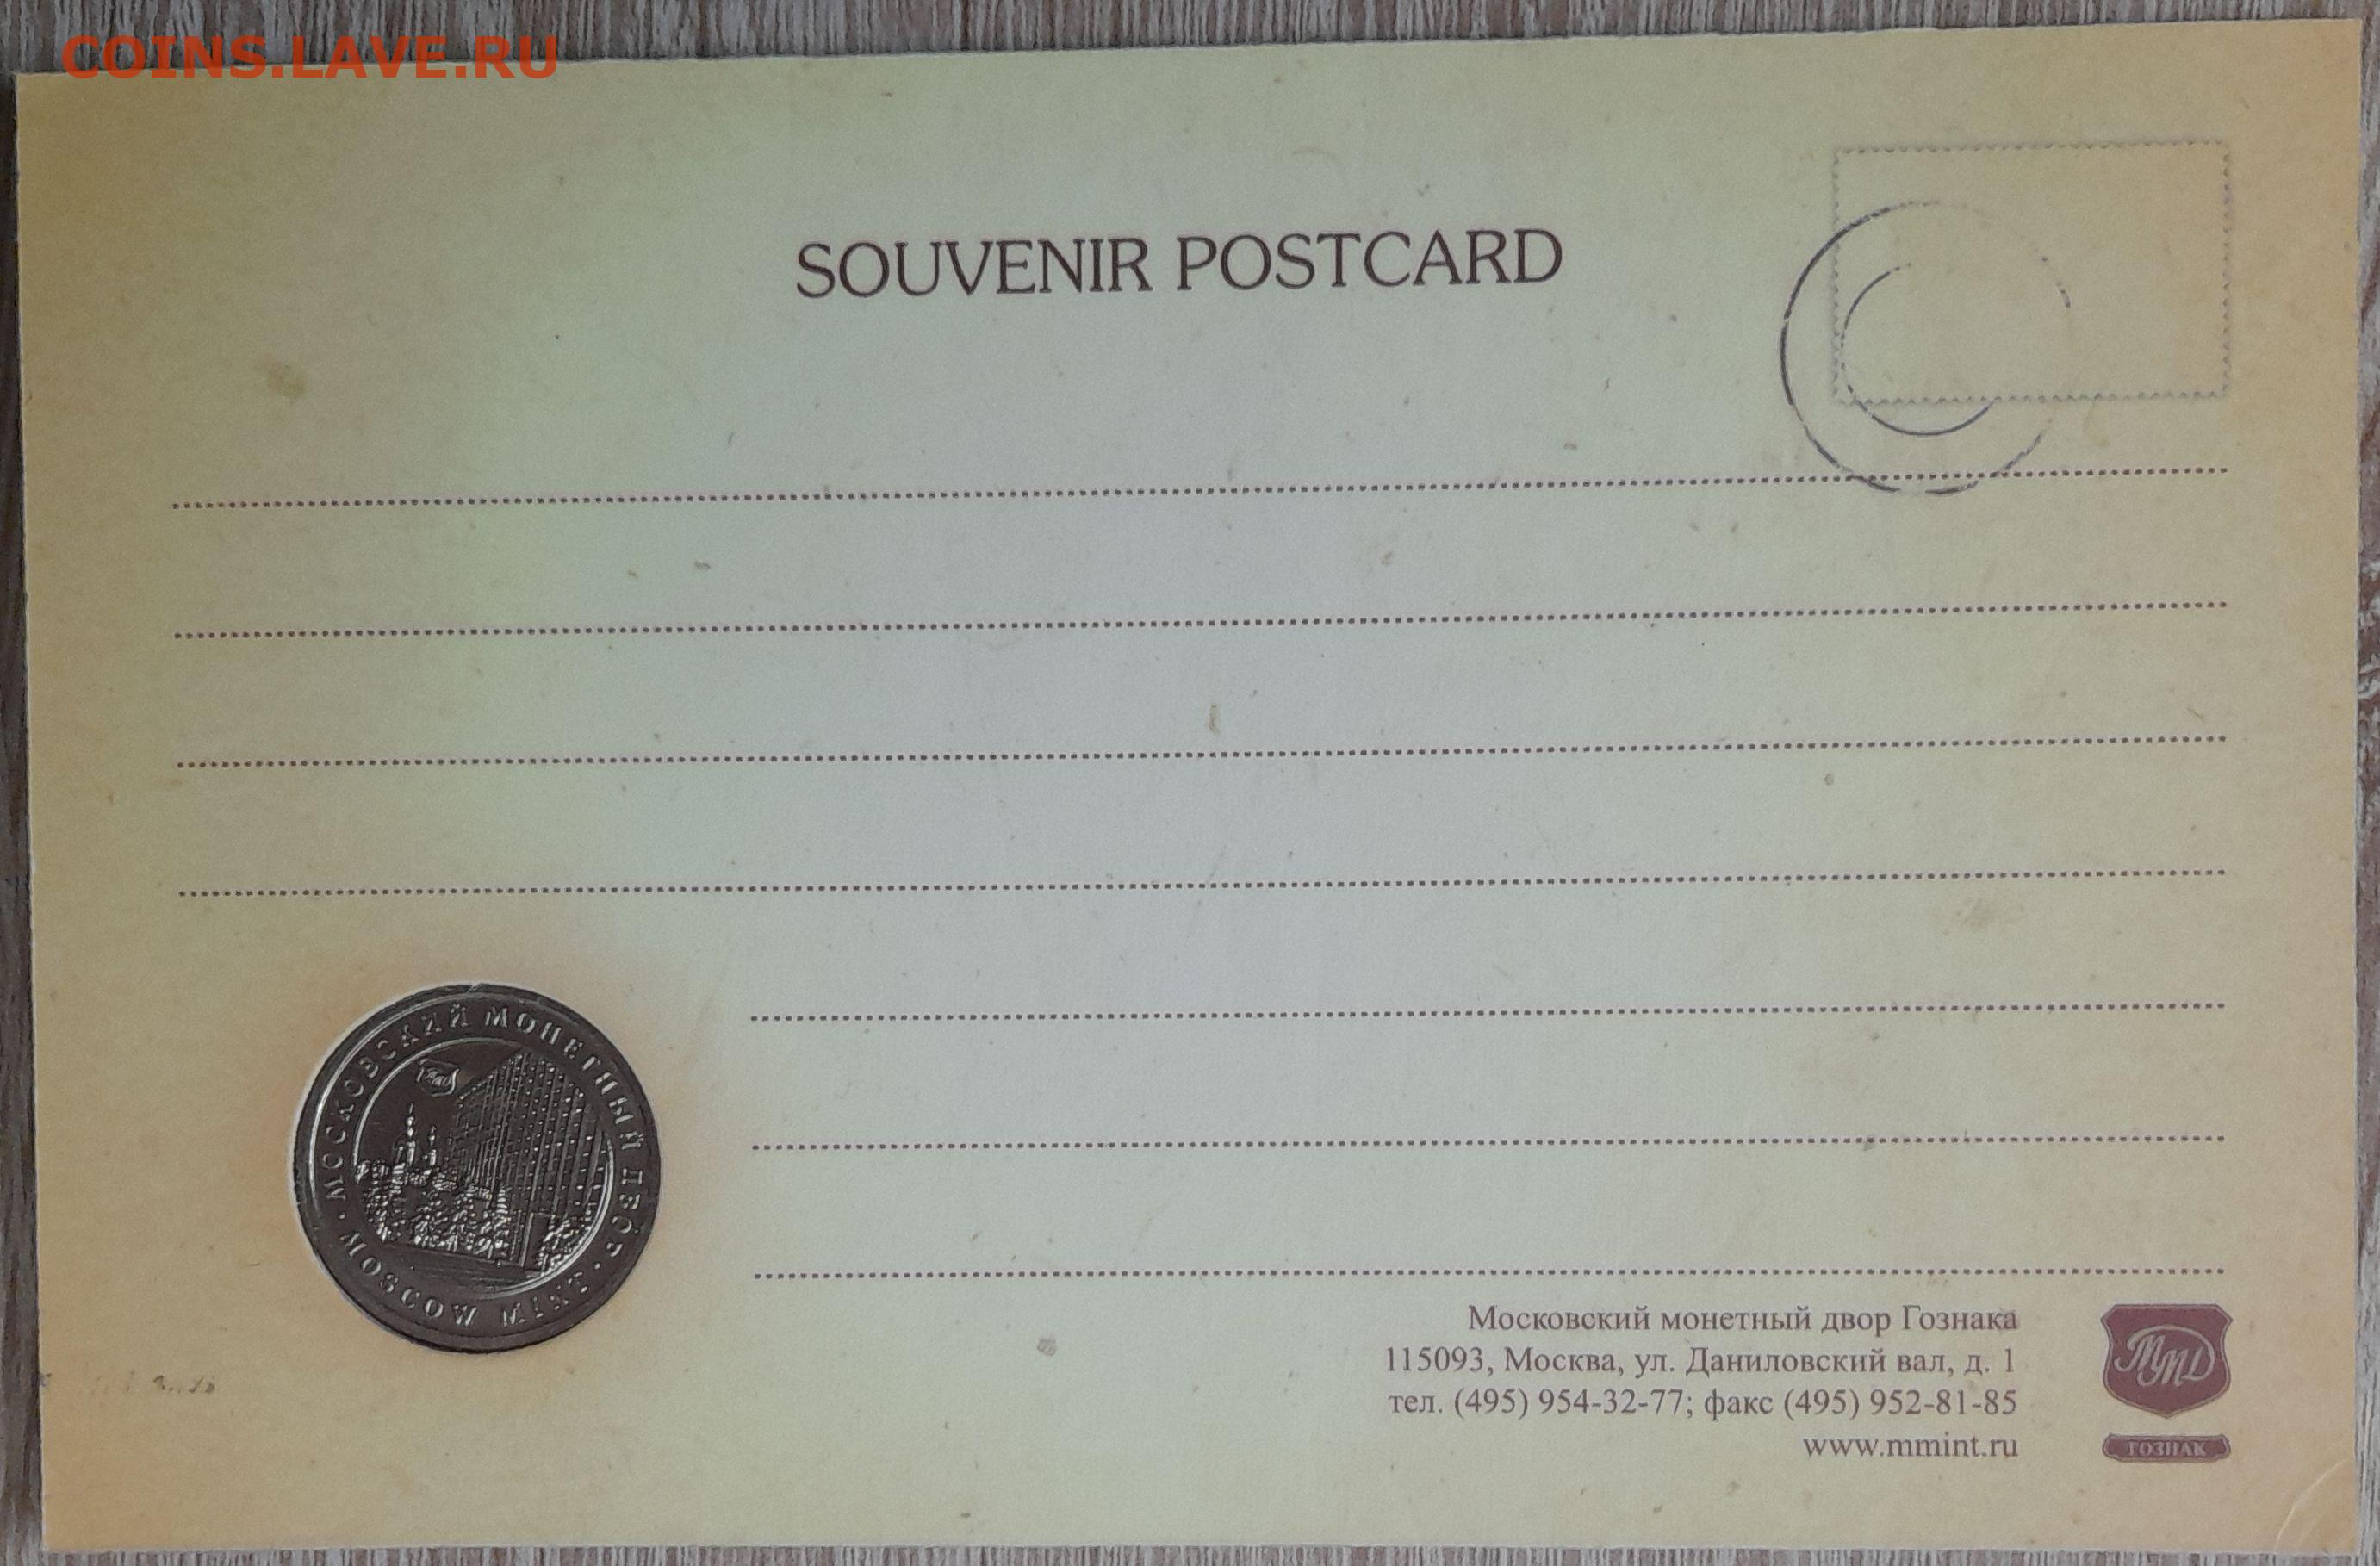 COINS.LAVE.RU
SOUVENIR POSTCARD
МОСКОВСКИЙ МОНЕТНЫЙ ДВОР
MOSCOW MINT
Московский монетный двор Гознака
115093, Москва, ул. Даниловский вал, д. 1
тел. (495) 954-32-77; факс (495) 952-81-85
www.mmint.ru
ММД
ГОЗНАК